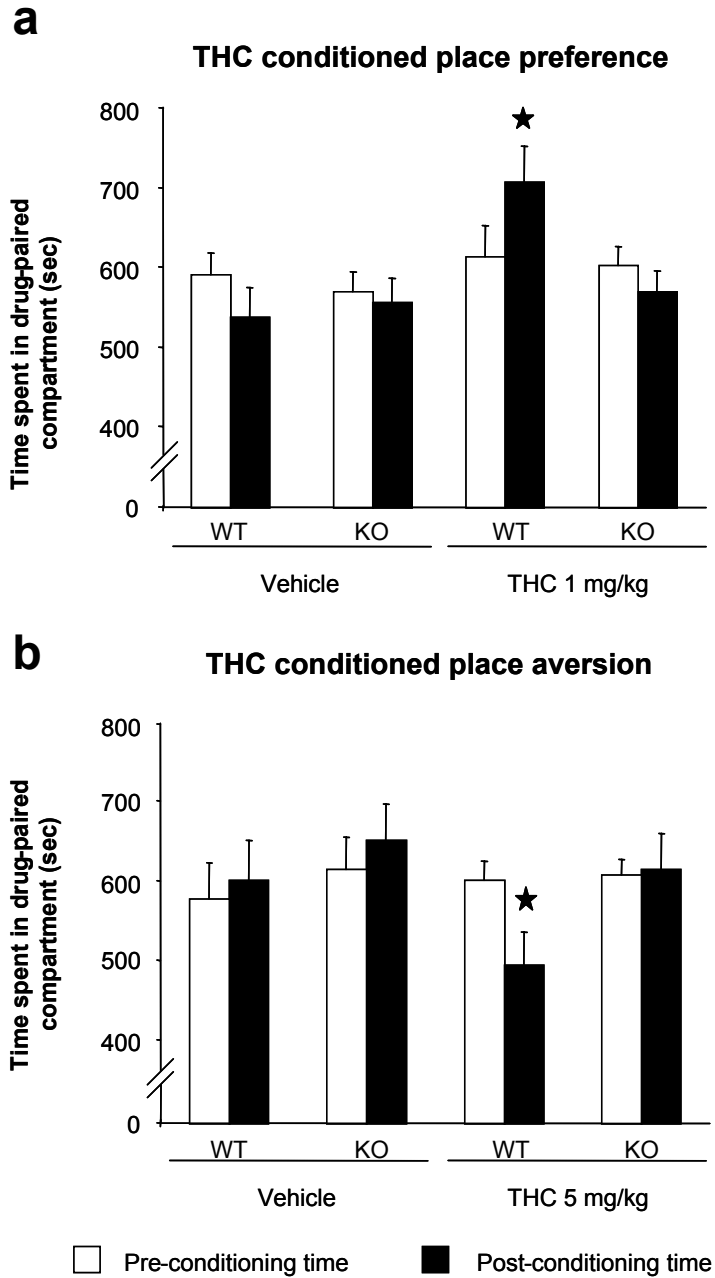 a
THC conditioned place preference
Time spent in drug-paired
compartment (sec)
800
700
600
500
400
0
WT KO WT KO
Vehicle THC 1 mg/kg
b
THC conditioned place aversion
Time spent in drug-paired
compartment (sec)
800
700
600
500
400
0
WT KO WT KO
Vehicle THC 5 mg/kg
Pre-conditioning time Post-conditioning time